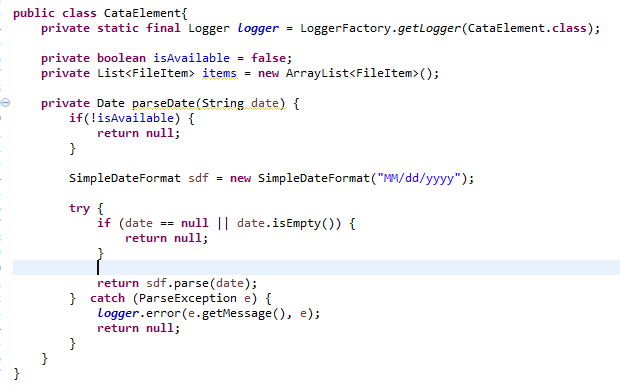 public class CataElement{
private static final Logger logger = LoggerFactory.getLogger(CataElement.class);
private boolean isAvailable = false;
private List<FileItem> items = new ArrayList<FileItem>();
private Date parseDate(String date) {
if(!isAvailable) {
return null;
}
SimpleDateFormat sdf = new SimpleDateFormat("MM/dd/yyyy");
try {
if (date == null || date.isEmpty()) {
return null;
}
return sdf.parse(date);
}  catch (ParseException e) {
logger.error(e.getMessage(), e);
return null;
}
}
}